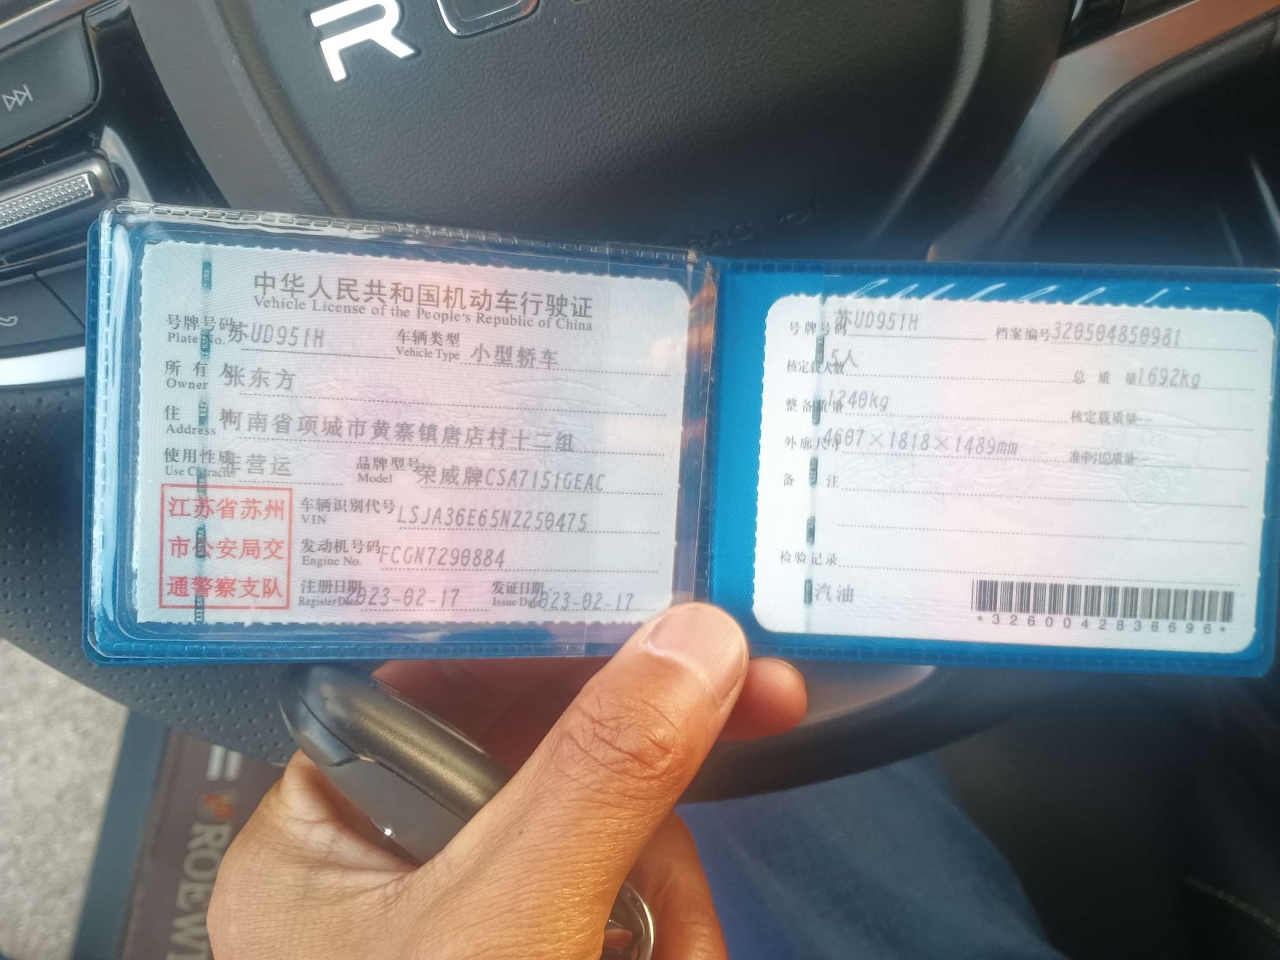 R
中华人民共和国机动车行驶证
Vehicle License of the People's Republic of China
号牌号码 苏UD951H 车辆类型 小型轿车
Plate No. Vehicle Type
所有人 张东方
Owner
住址 河南省项城市黄寨镇唐店村十二组
Address
使用性质 非营运 品牌型号 荣威牌CSA7151GEAC
Use Character Model
江苏省苏州
市公安局交
通警察支队
车辆识别代号 LSJA36E65NZ250475
VIN
发动机号码 FCGN7290884
Engine No.
注册日期 2023-02-17 发证日期 2023-02-17
Register Date Issue Date
号牌号码 苏UD951H 档案编号 320504850981
核定载人数 5人 总质量 1692kg
整备质量 1240kg 核定载质量 --
外廓尺寸 4607×1818×1489mm 准牵引总质量 --
备注
检验记录
汽油
*3260042836696*
ROEWE